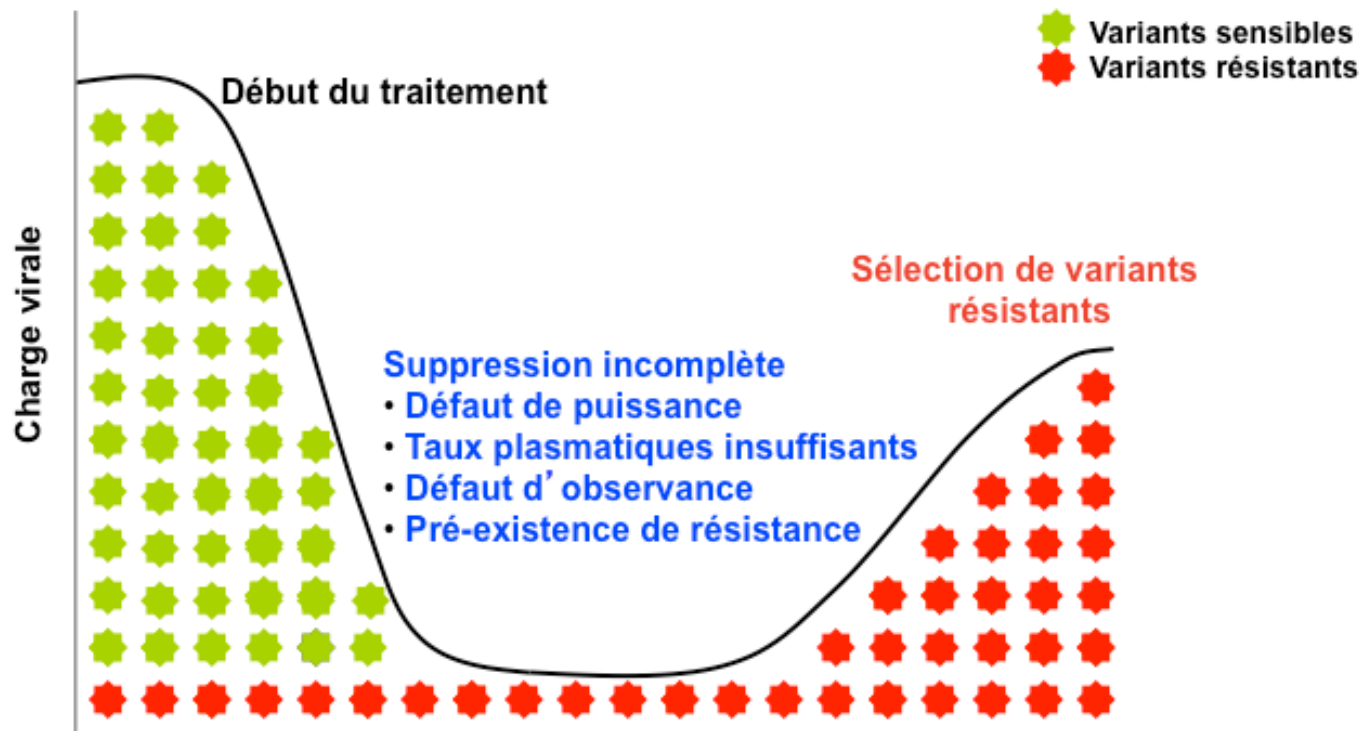 Variants sensibles
Variants résistants
Début du traitement
Charge virale
Sélection de variants
résistants
Suppression incomplète
• Défaut de puissance
• Taux plasmatiques insuffisants
• Défaut d’ observance
• Pré-existence de résistance